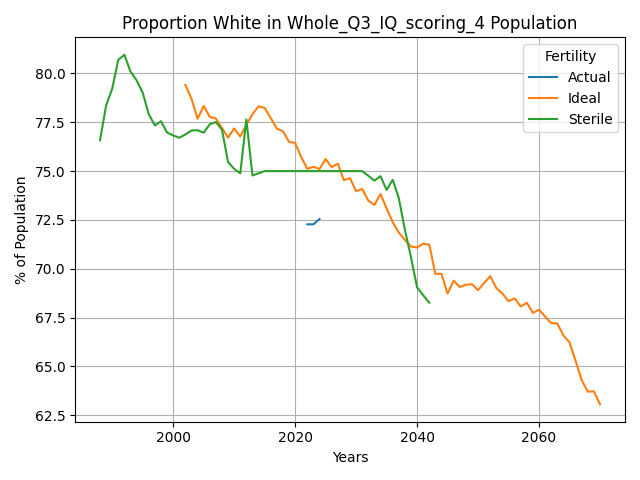 Proportion White in Whole_Q3_IQ_scoring_4 Population
Fertility
Actual
Ideal
Sterile
% of Population
80.0
77.5
75.0
72.5
70.0
67.5
65.0
62.5
2000
2020
2040
2060
Years